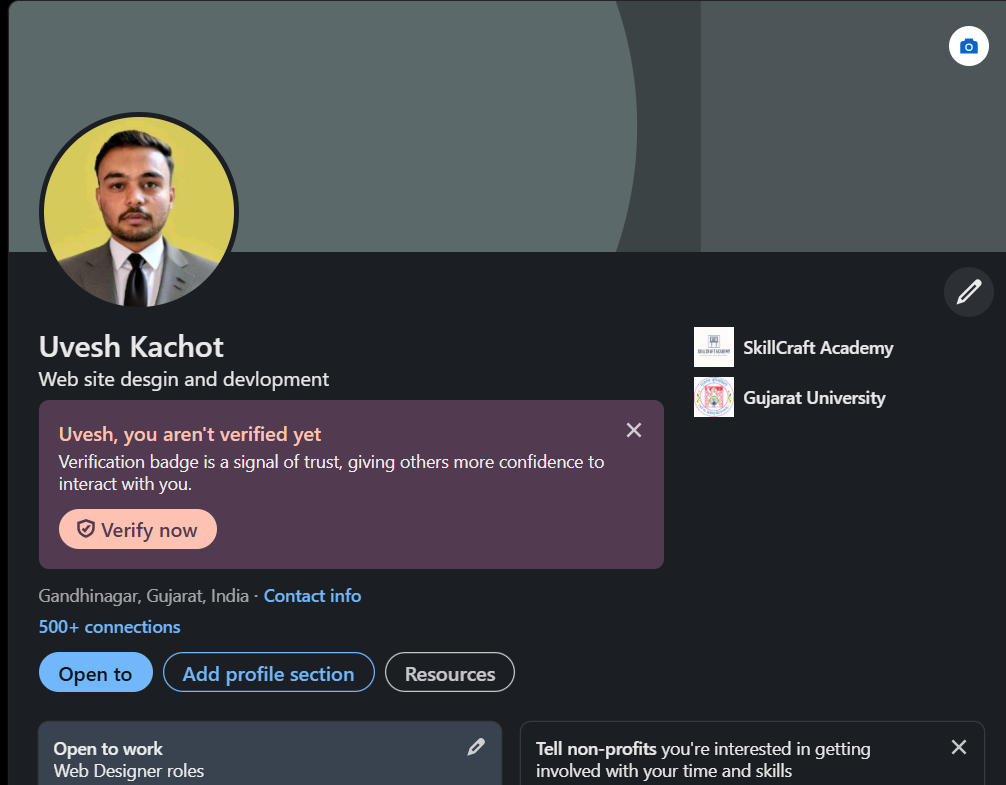 Uvesh Kachot
Web site desgin and devlopment
SkillCraft Academy
Gujarat University
Uvesh, you aren't verified yet
Verification badge is a signal of trust, giving others more confidence to
interact with you.
Verify now
Gandhinagar, Gujarat, India · Contact info
500+ connections
Open to
Add profile section
Resources
Open to work
Web Designer roles
Tell non-profits you're interested in getting
involved with your time and skills